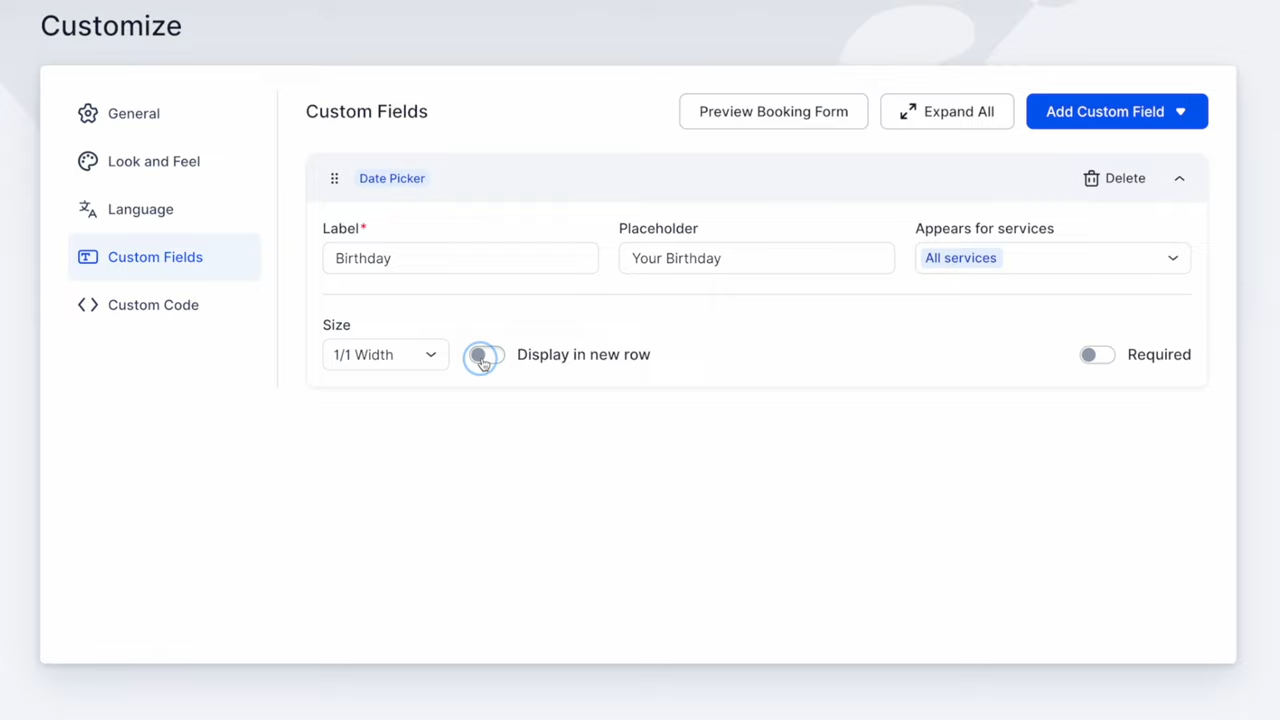 Customize
General
Look and Feel
Language
Custom Fields
Custom Code
Custom Fields
Preview Booking Form
Expand All
Add Custom Field
Date Picker
Delete
Label*
Placeholder
Appears for services
Birthday
Your Birthday
All services
Size
1/1 Width
Display in new row
Required